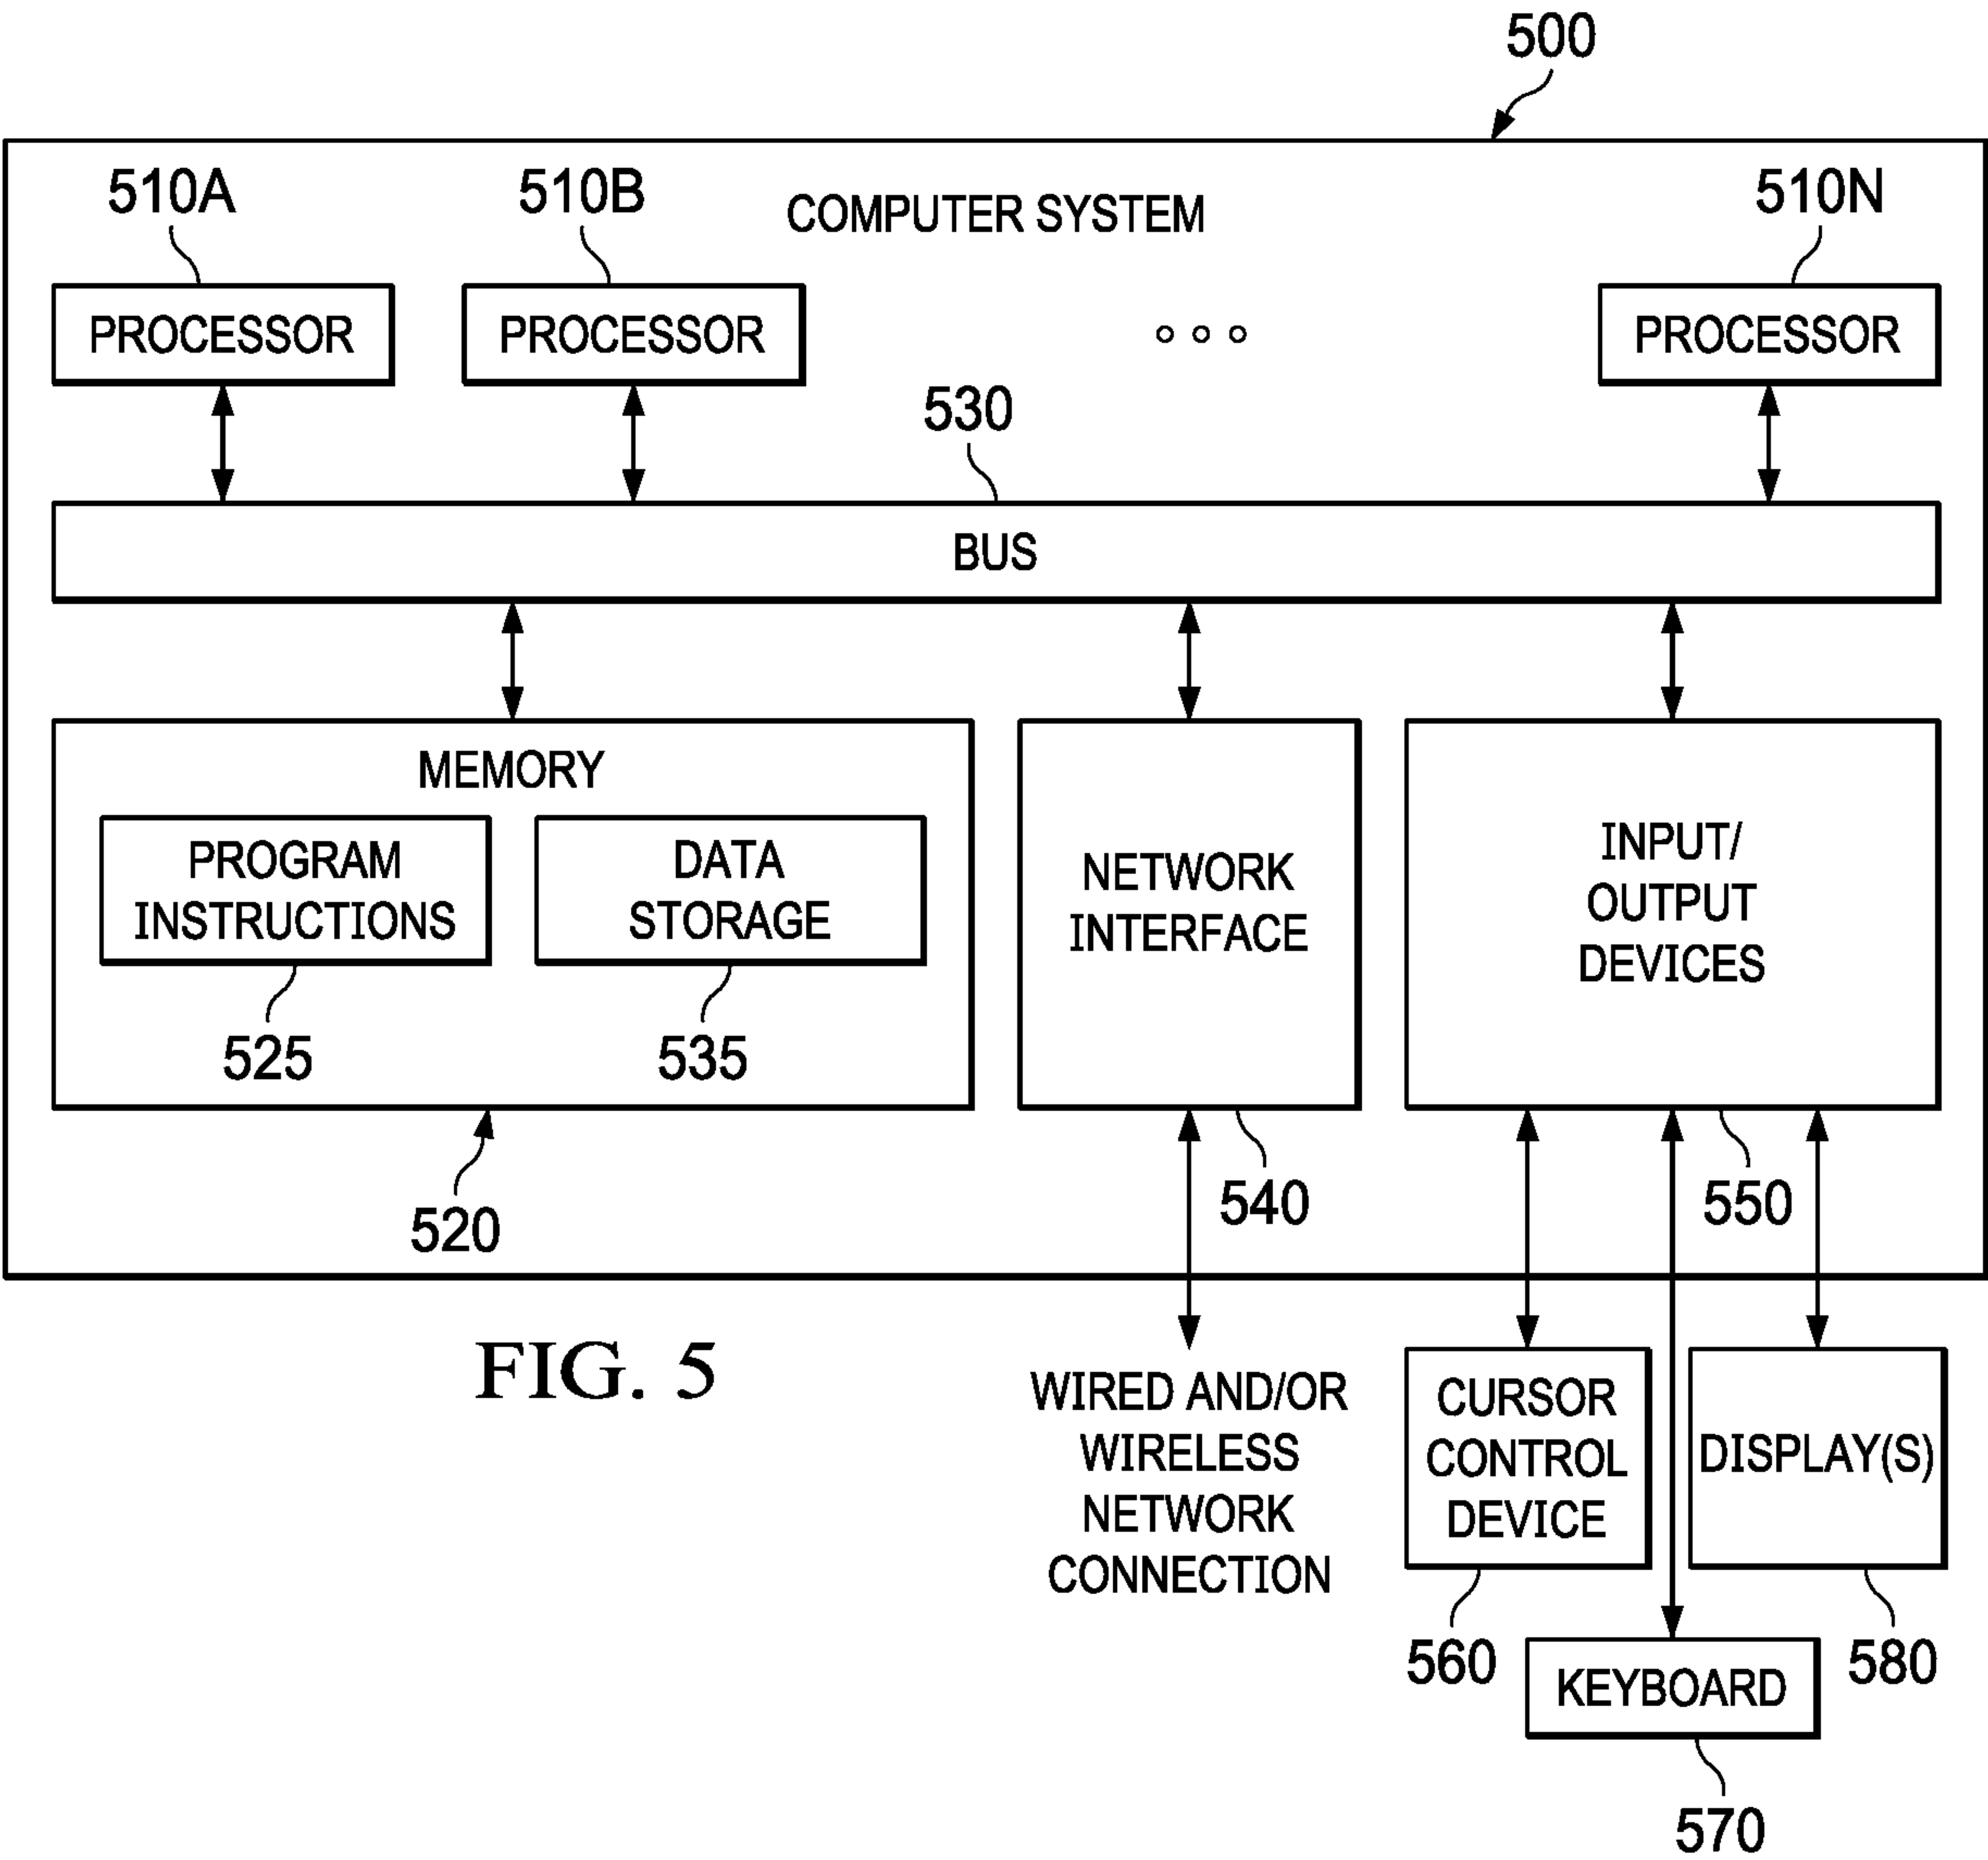 500
510A
510B
COMPUTER SYSTEM
510N
PROCESSOR
PROCESSOR
PROCESSOR
530
BUS
MEMORY
PROGRAM
INSTRUCTIONS
DATA
STORAGE
525
535
520
NETWORK
INTERFACE
540
INPUT/
OUTPUT
DEVICES
550
FIG. 5
WIRED AND/OR
WIRELESS
NETWORK
CONNECTION
CURSOR
CONTROL
DEVICE
560
DISPLAY(S)
580
KEYBOARD
570